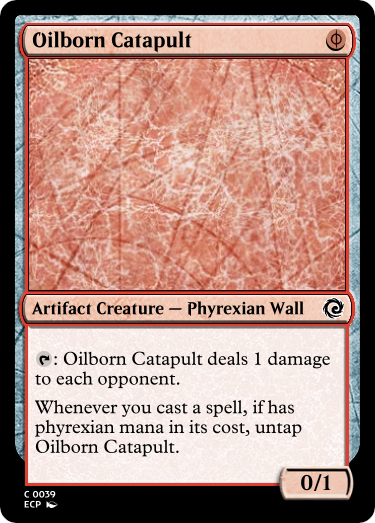 Oilborn Catapult
Artifact Creature — Phyrexian Wall
: Oilborn Catapult deals 1 damage
to each opponent.
Whenever you cast a spell, if has
phyrexian mana in its cost, untap
Oilborn Catapult.
0/1
C 0039
ECP